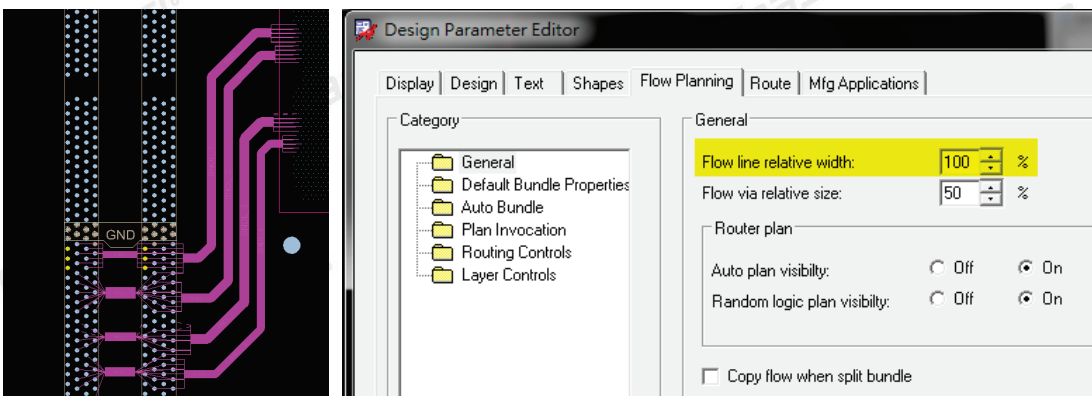 GND
Design Parameter Editor
Display Design Text Shapes Flow Planning Route Mfg Applications
Category
General
Default Bundle Properties
Auto Bundle
Plan Invocation
Routing Controls
Layer Controls
General
Flow line relative width: 100 %
Flow via relative size: 50 %
Router plan
Auto plan visibilty: Off On
Random logic plan visibilty: Off On
Copy flow when split bundle